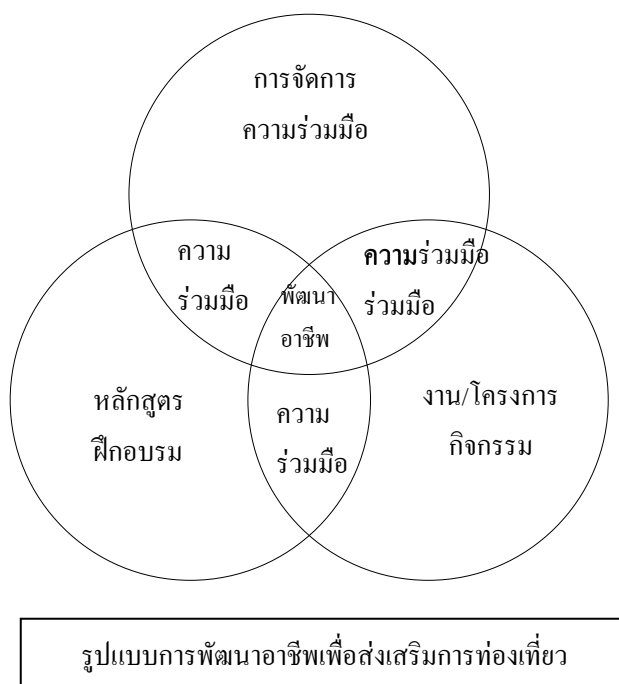 การจัดการ
ความร่วมมือ
ความ
ร่วมมือ
ความร่วมมือ
ร่วมมือ
พัฒนา
อาชีพ
หลักสูตร
ฝึกอบรม
ความ
ร่วมมือ
งาน/โครงการ
กิจกรรม
รูปแบบการพัฒนาอาชีพเพื่อส่งเสริมการท่องเที่ยว